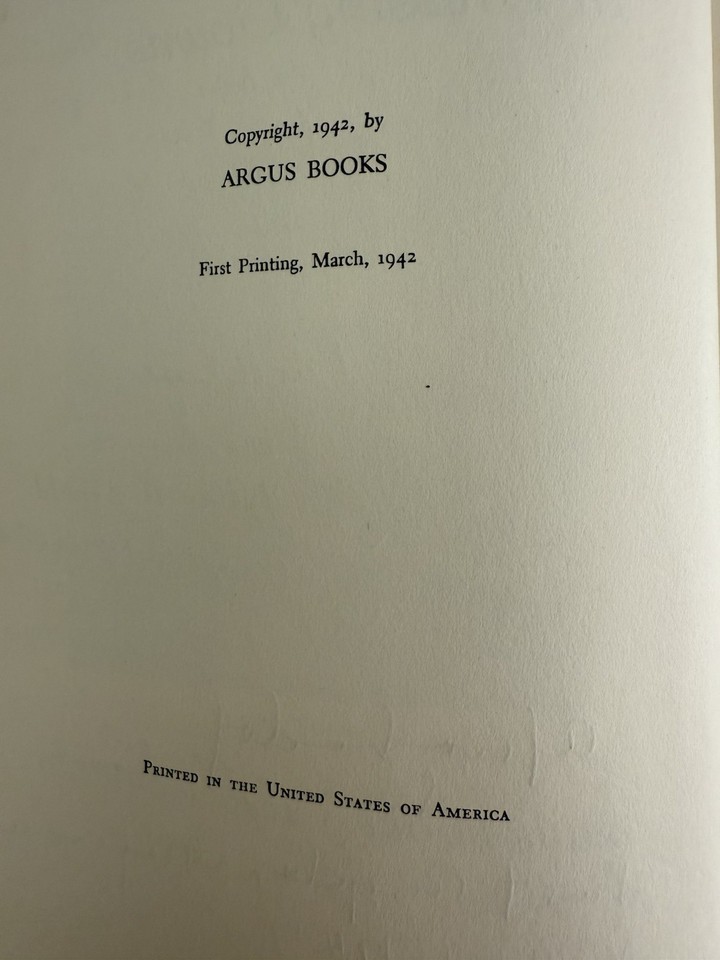 Copyright, 1942, by
ARGUS BOOKS
First Printing, March, 1942
Printed in the United States of America